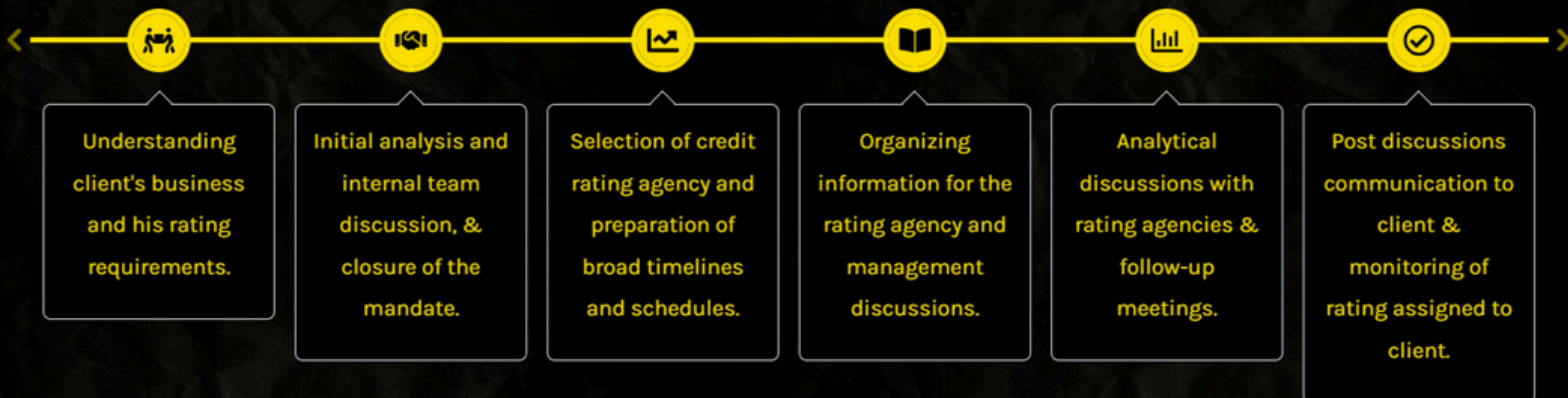 Understanding
client's business
and his rating
requirements.
Initial analysis and
internal team
discussion, &
closure of the
mandate.
Selection of credit
rating agency and
preparation of
broad timelines
and schedules.
Organizing
information for the
rating agency and
management
discussions.
Analytical
discussions with
rating agencies &
follow-up
meetings.
Post discussions
communication to
client &
monitoring of
rating assigned to
client.